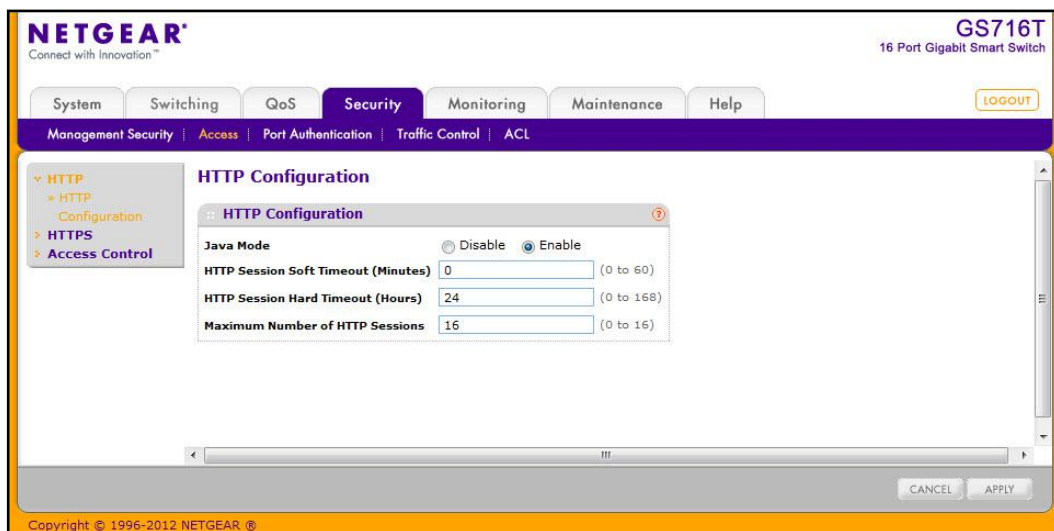 NETGEAR®
Connect with Innovation™
GS716T
16 Port Gigabit Smart Switch
System Switching QoS Security Monitoring Maintenance Help LOGOUT
Management Security Access Port Authentication Traffic Control ACL
HTTP
HTTP
Configuration
HTTPS
Access Control
HTTP Configuration
HTTP Configuration ?
Java Mode Disable Enable
HTTP Session Soft Timeout (Minutes) 0 (0 to 60)
HTTP Session Hard Timeout (Hours) 24 (0 to 168)
Maximum Number of HTTP Sessions 16 (0 to 16)
CANCEL APPLY
Copyright © 1996-2012 NETGEAR ®